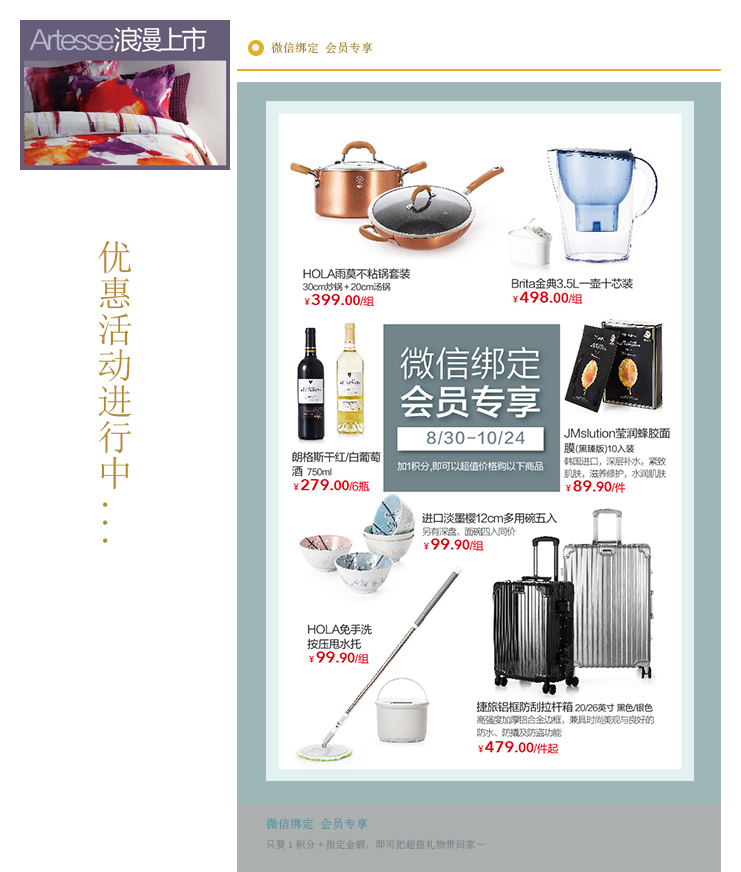 Artesse浪漫上市
微信绑定 会员专享
优惠活动进行中...
HOLA雨莫不粘锅套装
30cm炒锅+20cm汤锅
¥399.00/组
Brita金典3.5L一壶十芯装
¥498.00/组
微信绑定
会员专享
8/30-10/24
加1积分,即可以超值价格购以下商品
朗格斯干红/白葡萄
酒 750ml
¥279.00/6瓶
JMslution莹润蜂胶面
膜(黑臻版)10入装
韩国进口，深层补水，紧致
肌肤，滋养修护，水润肌肤
¥89.90/件
进口淡墨樱12cm多用碗五入
另有深盘、面碗四入同价
¥99.90/组
HOLA免手洗
按压甩水托
¥99.90/组
捷旅铝框防刮拉杆箱 20/26英寸 黑色/银色
高强度加厚铝合金边框，兼具时尚美观与良好的
防水、防撬及防盗功能
¥479.00/件起
微信绑定 会员专享
只要 1 积分 + 指定金额，即可把超值礼物带回家～